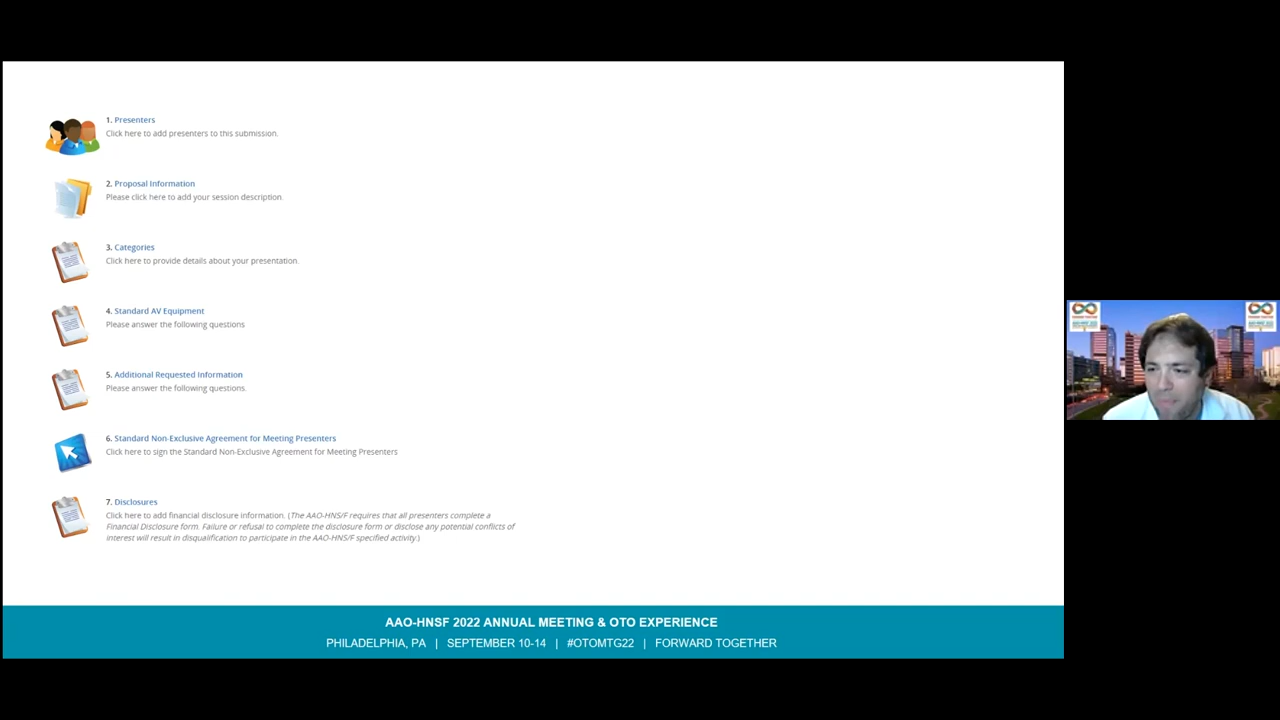 1. Presenters
Click here to add presenters to this submission.
2. Proposal Information
Please click here to add your session description.
3. Categories
Click here to provide details about your presentation.
4. Standard AV Equipment
Please answer the following questions
5. Additional Requested Information
Please answer the following questions.
6. Standard Non-Exclusive Agreement for Meeting Presenters
Click here to sign the Standard Non-Exclusive Agreement for Meeting Presenters
7. Disclosures
Click here to add financial disclosure information. (The AAO-HNS/F requires that all presenters complete a
Financial Disclosure form. Failure or refusal to complete the disclosure form or disclose any potential conflicts of
interest will result in disqualification to participate in the AAO-HNS/F specified activity.)
AAO-HNSF 2022 ANNUAL MEETING & OTO EXPERIENCE
PHILADELPHIA, PA | SEPTEMBER 10-14 | #OTOMTG22 | FORWARD TOGETHER